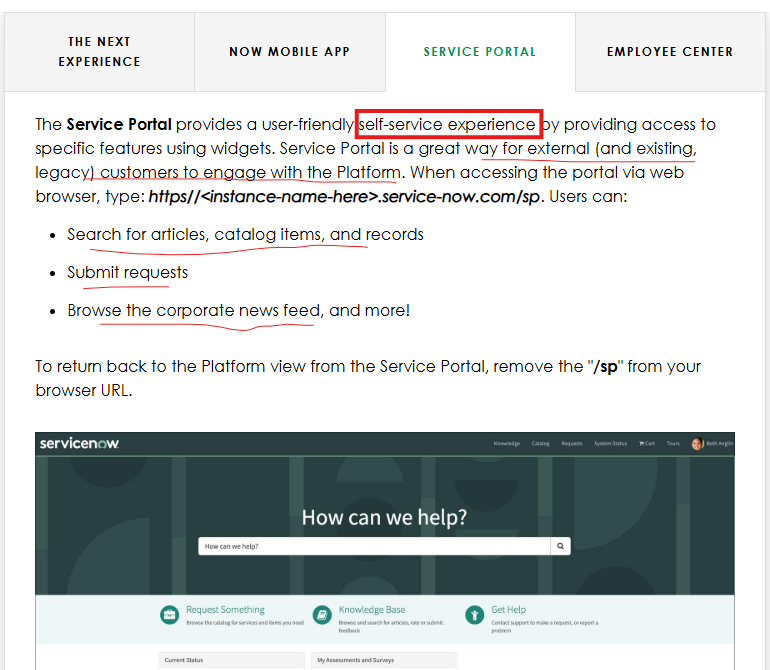 THE NEXT
EXPERIENCE
NOW MOBILE APP
SERVICE PORTAL
EMPLOYEE CENTER
The Service Portal provides a user-friendly self-service experience by providing access to
specific features using widgets. Service Portal is a great way for external (and existing,
legacy) customers to engage with the Platform. When accessing the portal via web
browser, type: https//<instance-name-here>.service-now.com/sp. Users can:
• Search for articles, catalog items, and records
• Submit requests
• Browse the corporate news feed, and more!
To return back to the Platform view from the Service Portal, remove the "/sp" from your
browser URL.
servicenow
Knowledge Catalog Requests System Status Cart Tours Beth Anglin
How can we help?
How can we help?
Request Something
Browse the catalog for services and items you need
Knowledge Base
Browse and search for articles, rate or submit
feedback
Get Help
Contact support to make a request, or report a
problem
Current Status
My Assessments and Surveys